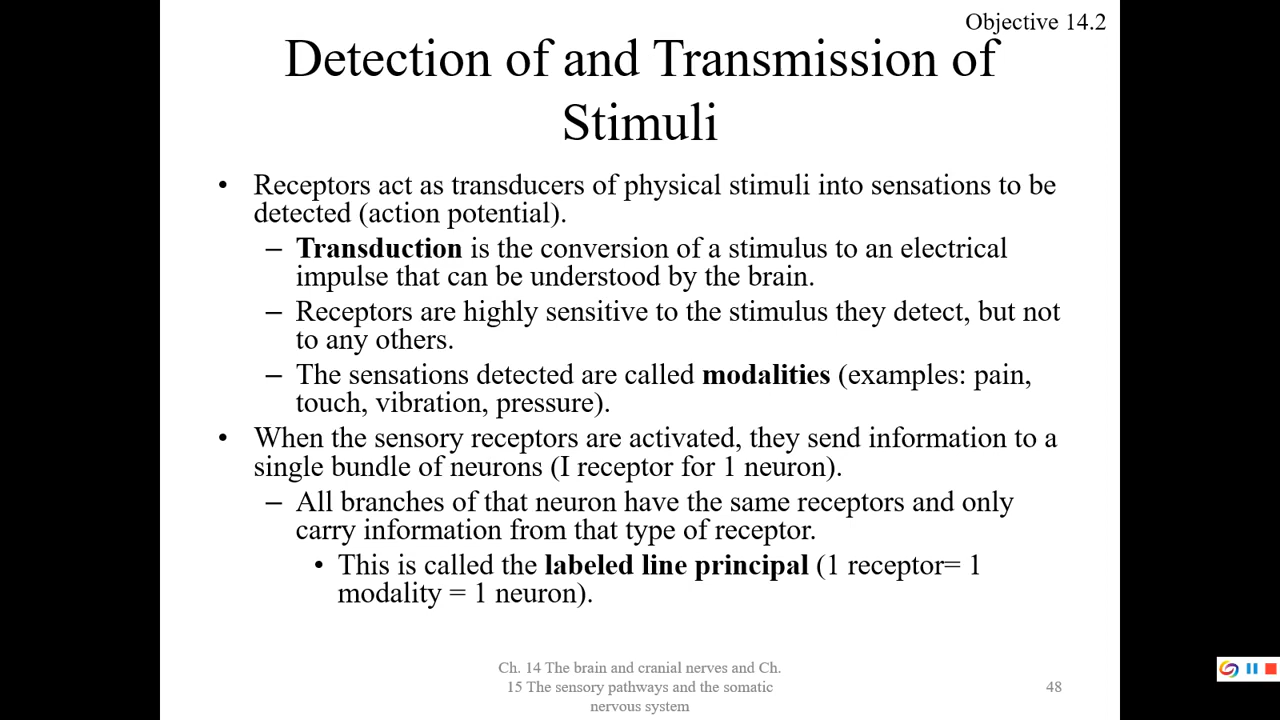 Objective 14.2
Detection of and Transmission of
Stimuli
• Receptors act as transducers of physical stimuli into sensations to be
detected (action potential).
– Transduction is the conversion of a stimulus to an electrical
impulse that can be understood by the brain.
– Receptors are highly sensitive to the stimulus they detect, but not
to any others.
– The sensations detected are called modalities (examples: pain,
touch, vibration, pressure).
• When the sensory receptors are activated, they send information to a
single bundle of neurons (I receptor for 1 neuron).
– All branches of that neuron have the same receptors and only
carry information from that type of receptor.
• This is called the labeled line principal (1 receptor= 1
modality = 1 neuron).
Ch. 14 The brain and cranial nerves and Ch.
15 The sensory pathways and the somatic
nervous system
48